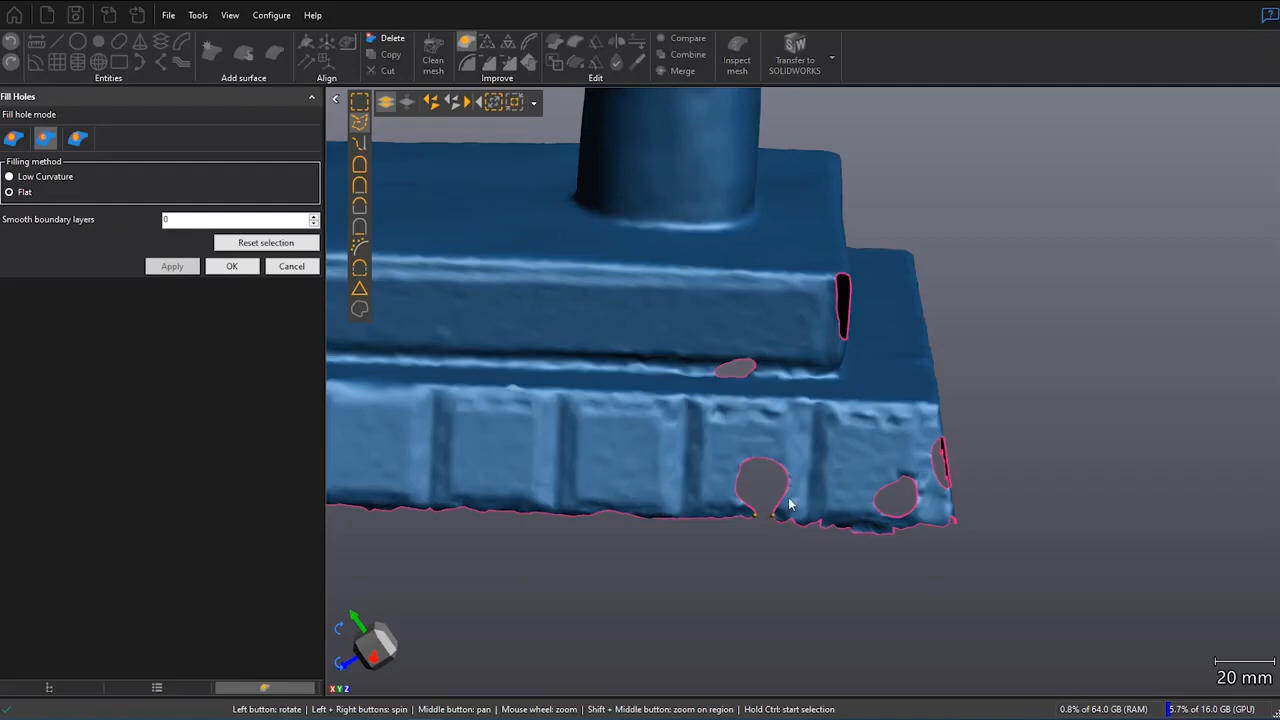 File Tools View Configure Help
Delete Compare
Copy Clean Combine Inspect Transfer to
Cut mesh Merge mesh SOLIDWORKS
Entities Add surface Align Improve Edit
Fill Holes
Fill hole mode
Filling method
Low Curvature
Flat
Smooth boundary layers 0
Reset selection
Apply OK Cancel
20 mm
X Y Z
Left button: rotate | Left + Right buttons: spin | Middle button: pan | Mouse wheel: zoom | Shift + Middle button: zoom on region | Hold Ctrl: start selection 0.8% of 64.0 GB (RAM) 5.7% of 16.0 GB (GPU)